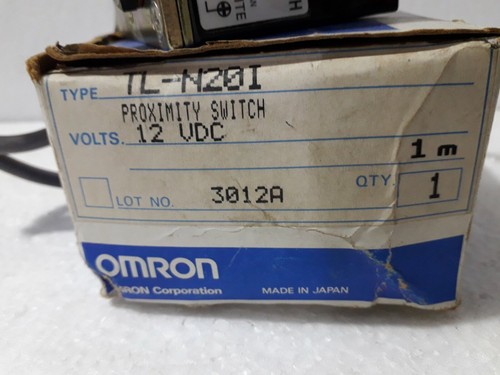 TYPE TL-N20I
PROXIMITY SWITCH
VOLTS. 12 VDC
1 m
LOT NO. 3012A QTY. 1
OMRON
Corporation MADE IN JAPAN